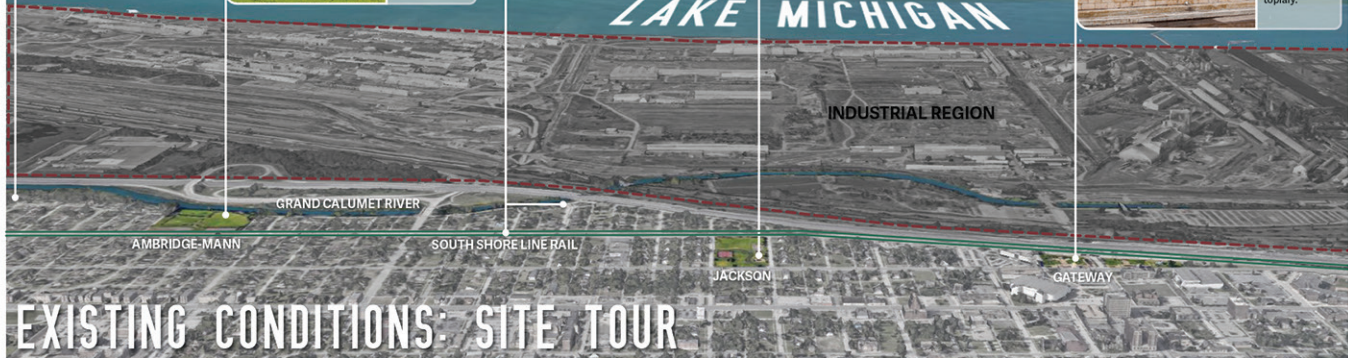 topiary.
LAKE MICHIGAN
INDUSTRIAL REGION
GRAND CALUMET RIVER
AMBRIDGE-MANN
SOUTH SHORE LINE RAIL
JACKSON
GATEWAY
EXISTING CONDITIONS: SITE TOUR